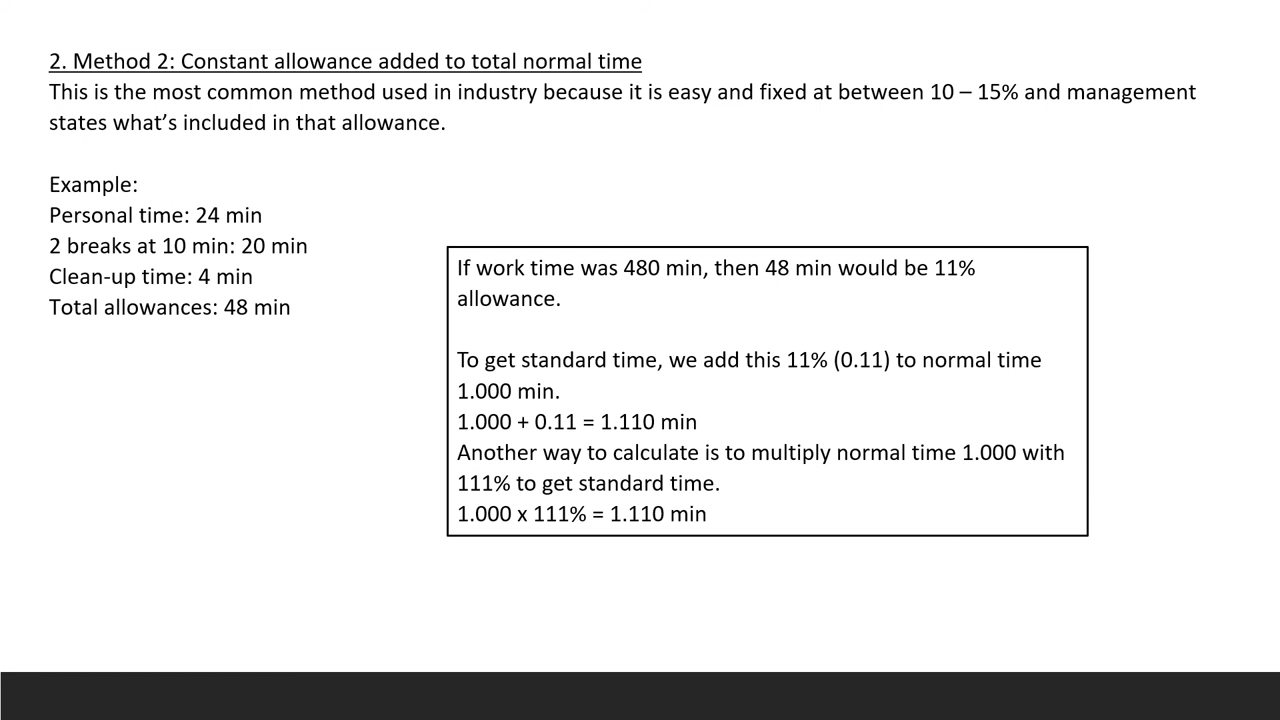 2. Method 2: Constant allowance added to total normal time
This is the most common method used in industry because it is easy and fixed at between 10 – 15% and management
states what’s included in that allowance.
Example:
Personal time: 24 min
2 breaks at 10 min: 20 min
Clean-up time: 4 min
Total allowances: 48 min
If work time was 480 min, then 48 min would be 11%
allowance.
To get standard time, we add this 11% (0.11) to normal time
1.000 min.
1.000 + 0.11 = 1.110 min
Another way to calculate is to multiply normal time 1.000 with
111% to get standard time.
1.000 x 111% = 1.110 min